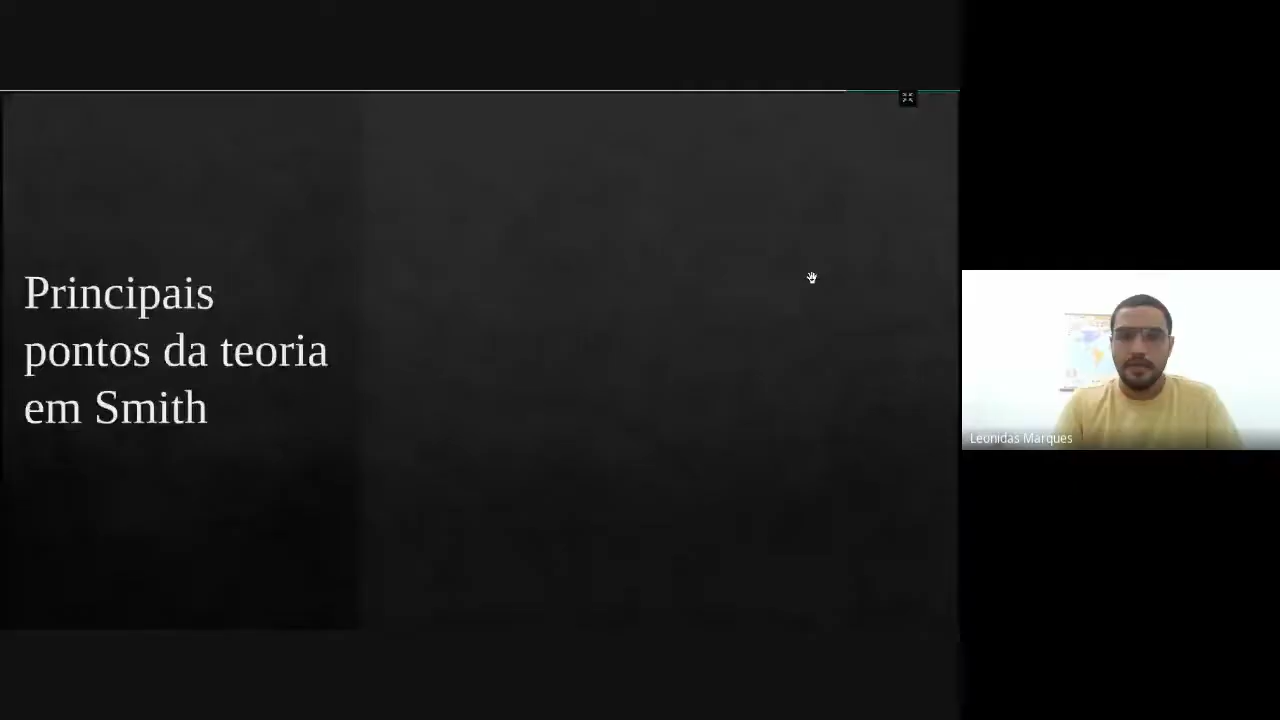 Principais
pontos da teoria
em Smith
Leonidas Marques